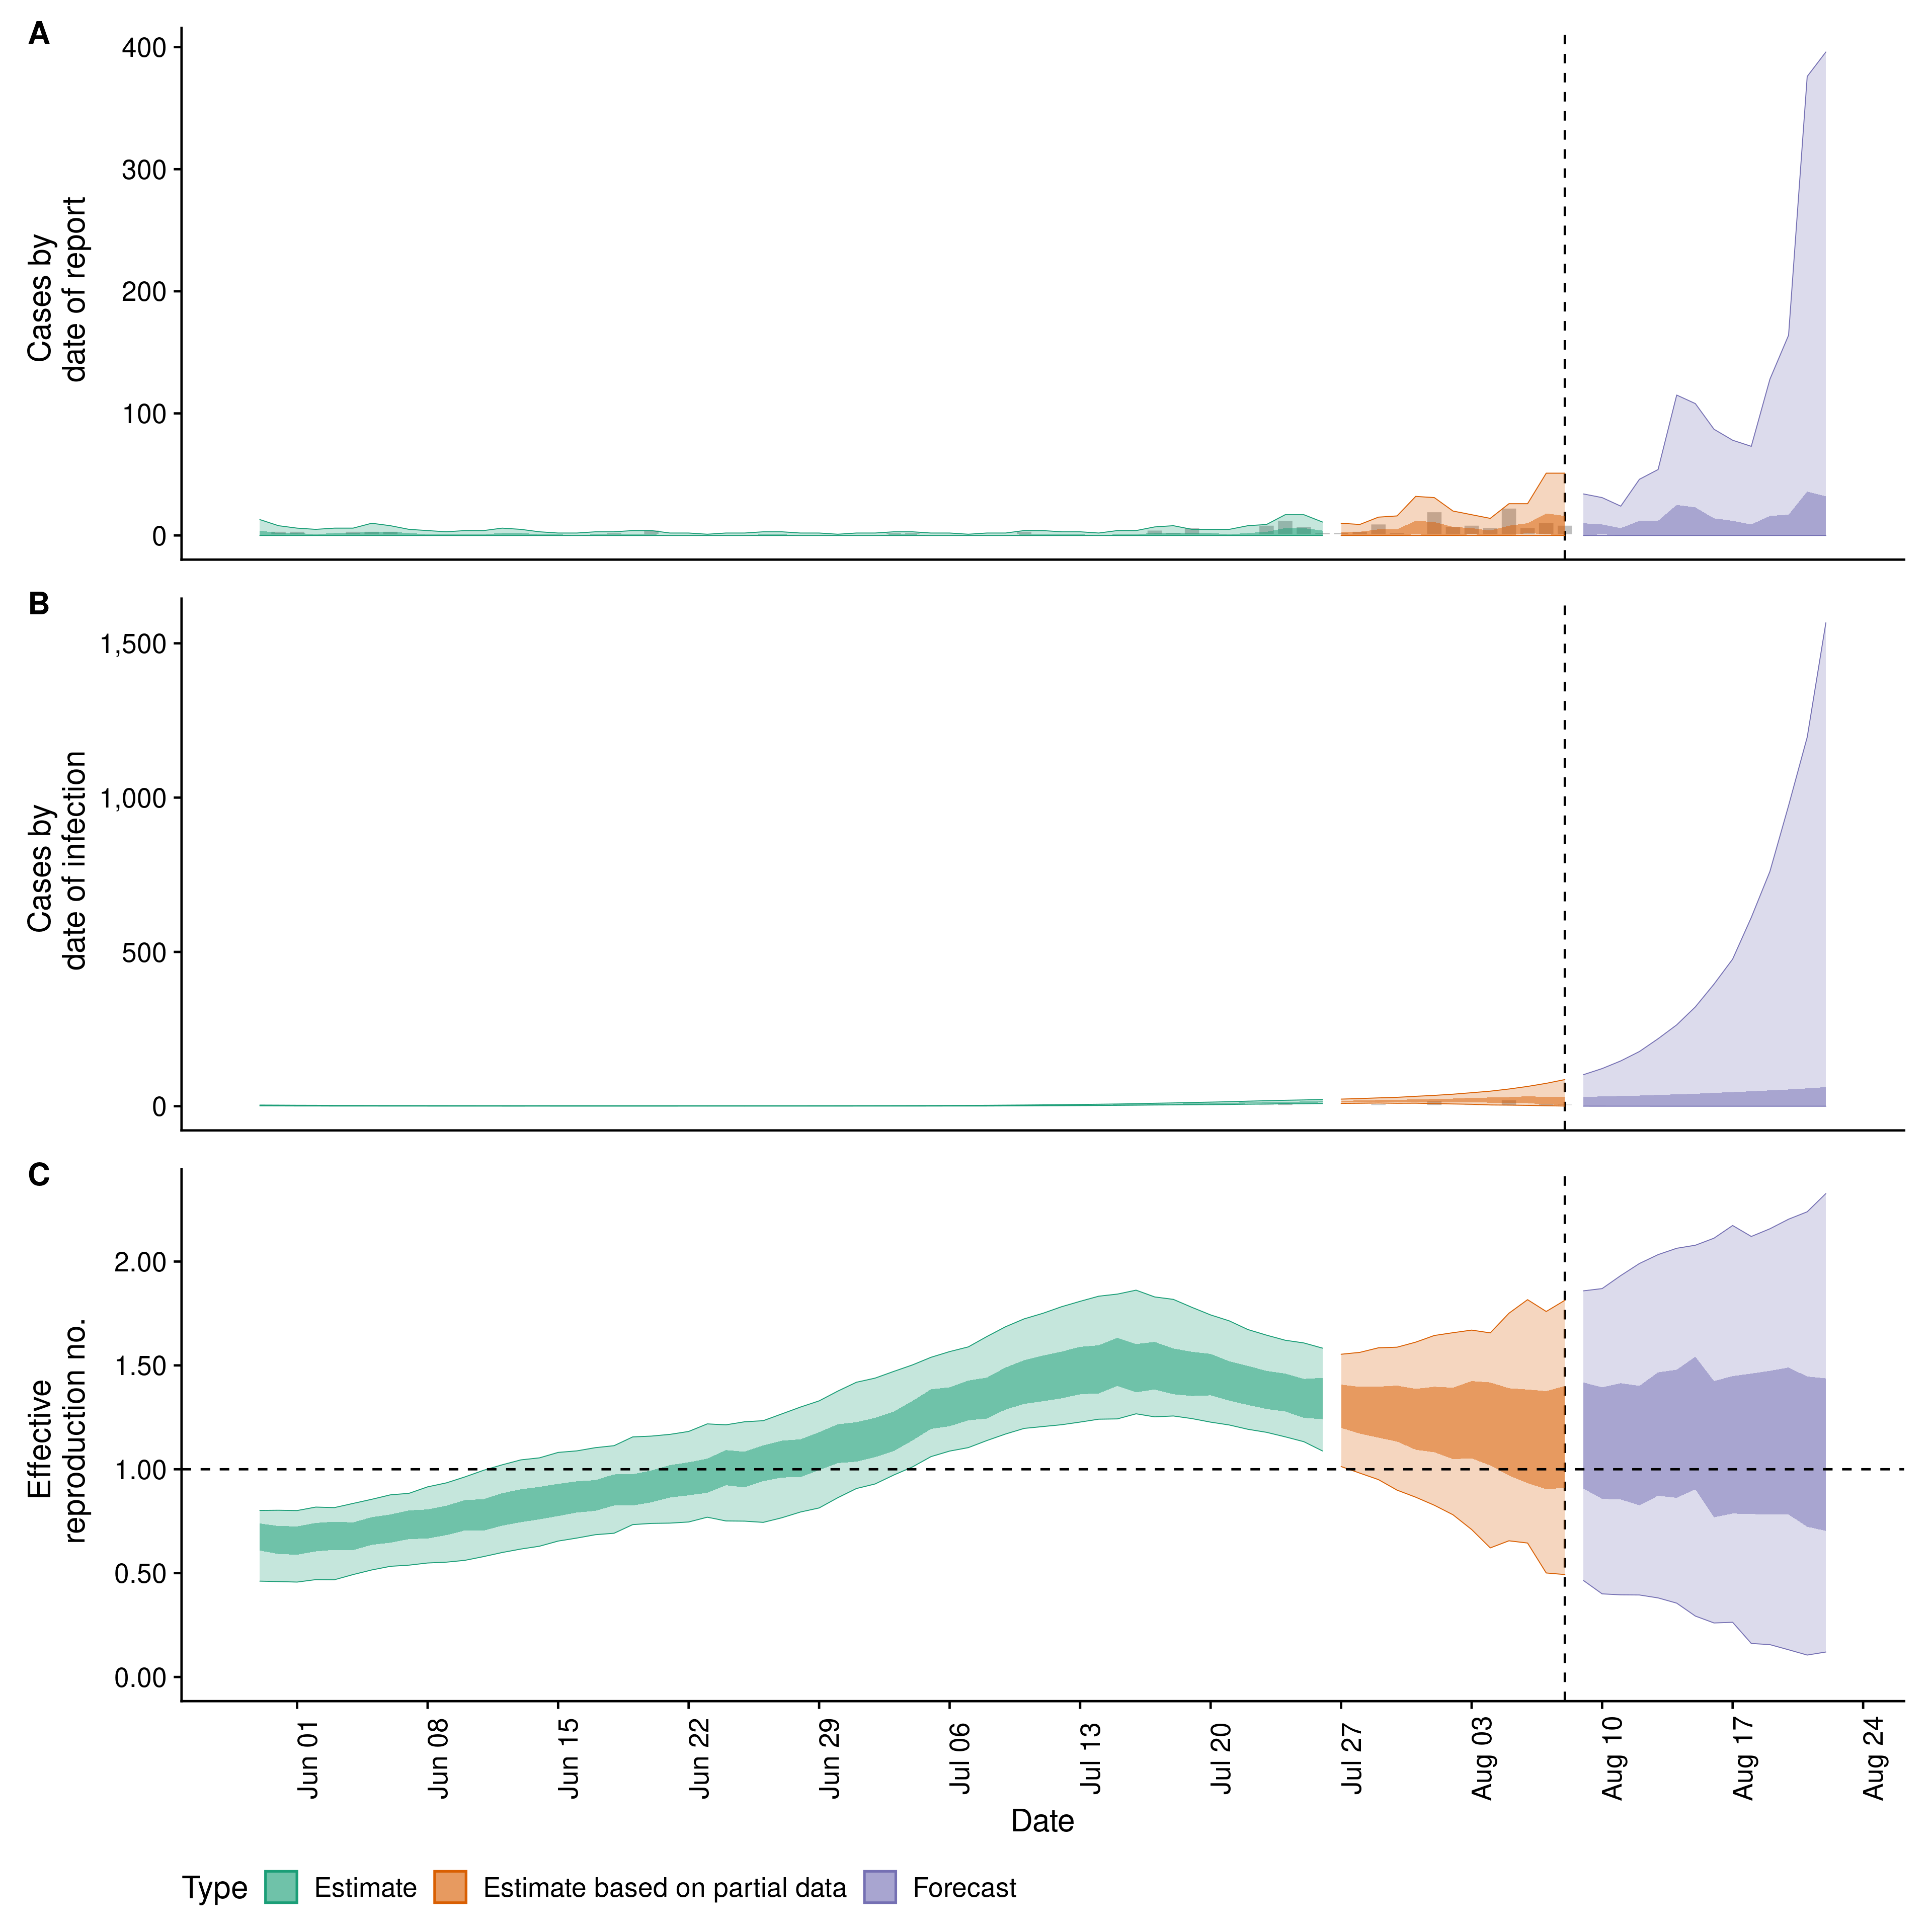 A
400
300
200
100
0
Cases by
date of report
B
1,500
1,000
500
0
Cases by
date of infection
C
2.00
1.50
1.00
0.50
0.00
Effective
reproduction no.
Jun 01
Jun 08
Jun 15
Jun 22
Jun 29
Jul 06
Jul 13
Jul 20
Jul 27
Aug 03
Aug 10
Aug 17
Aug 24
Date
Type Estimate Estimate based on partial data Forecast